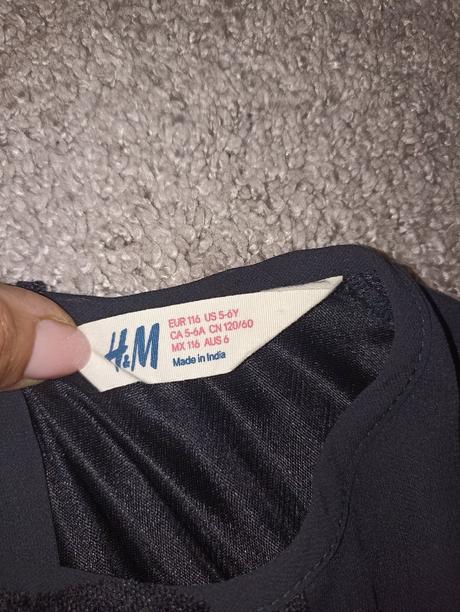 H&M
EUR 116 US 5-6Y
CA 5-6A CN 120/60
MX 116 AUS 6
Made in India